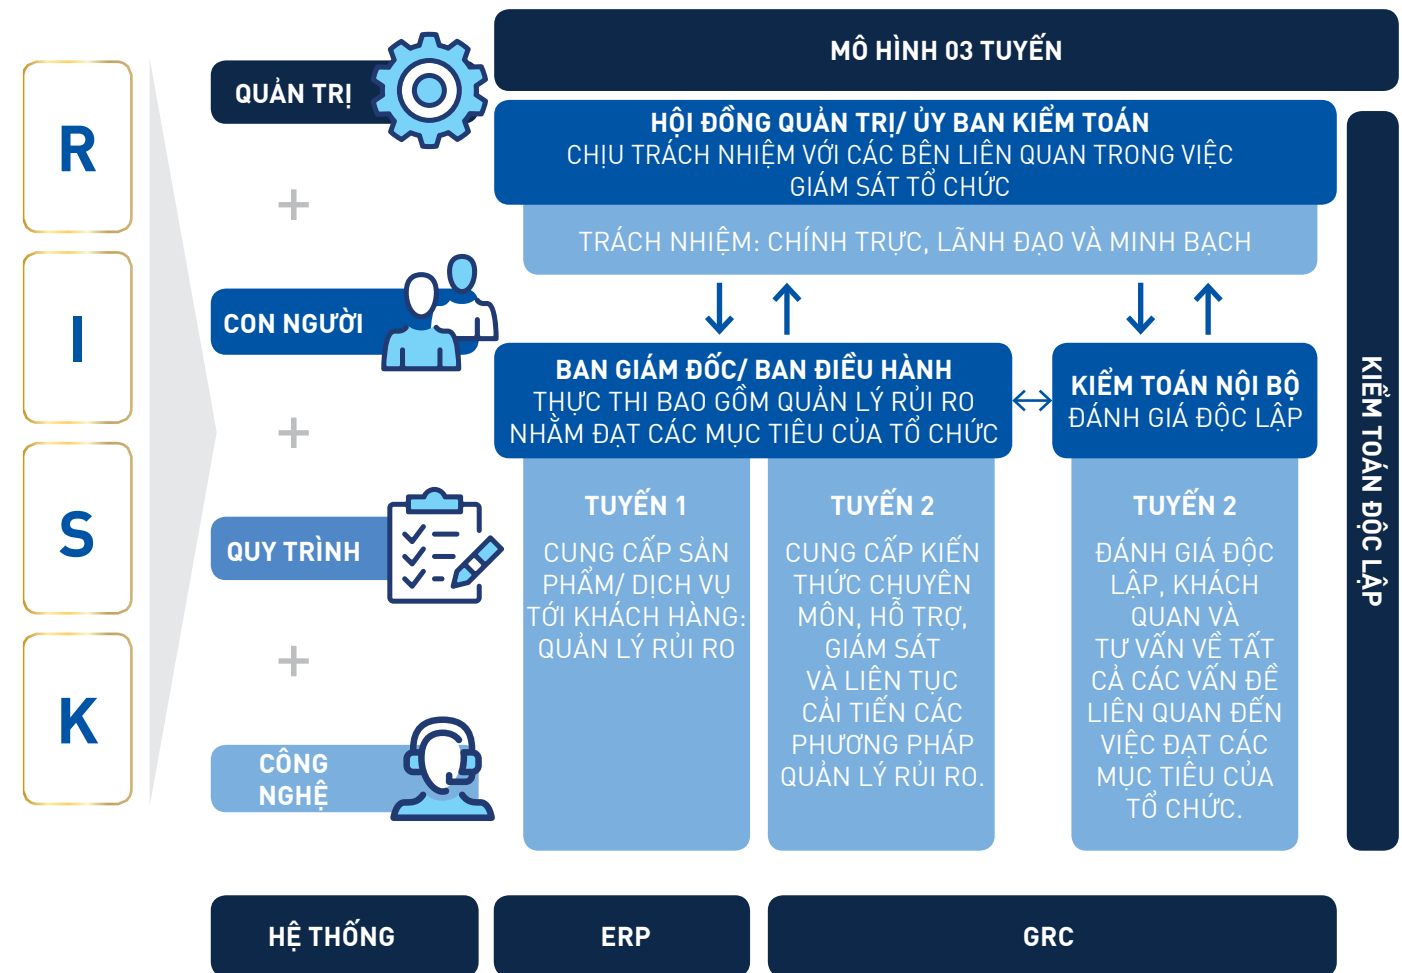 R
I
S
K
QUẢN TRỊ
+
CON NGƯỜI
+
QUY TRÌNH
+
CÔNG
NGHỆ
MÔ HÌNH 03 TUYẾN
HỘI ĐỒNG QUẢN TRỊ/ ỦY BAN KIỂM TOÁN
CHỊU TRÁCH NHIỆM VỚI CÁC BÊN LIÊN QUAN TRONG VIỆC
GIÁM SÁT TỔ CHỨC
TRÁCH NHIỆM: CHÍNH TRỰC, LÃNH ĐẠO VÀ MINH BẠCH
BAN GIÁM ĐỐC/ BAN ĐIỀU HÀNH
THỰC THI BAO GỒM QUẢN LÝ RỦI RO
NHẰM ĐẠT CÁC MỤC TIÊU CỦA TỔ CHỨC
KIỂM TOÁN NỘI BỘ
ĐÁNH GIÁ ĐỘC LẬP
TUYẾN 1
CUNG CẤP SẢN
PHẨM/ DỊCH VỤ
TỚI KHÁCH HÀNG:
QUẢN LÝ RỦI RO
TUYẾN 2
CUNG CẤP KIẾN
THỨC CHUYÊN
MÔN, HỖ TRỢ,
GIÁM SÁT
VÀ LIÊN TỤC
CẢI TIẾN CÁC
PHƯƠNG PHÁP
QUẢN LÝ RỦI RO.
TUYẾN 2
ĐÁNH GIÁ ĐỘC
LẬP, KHÁCH
QUAN VÀ
TƯ VẤN VỀ TẤT
CẢ CÁC VẤN ĐỀ
LIÊN QUAN ĐẾN
VIỆC ĐẠT CÁC
MỤC TIÊU CỦA
TỔ CHỨC.
KIỂM TOÁN ĐỘC LẬP
HỆ THỐNG
ERP
GRC